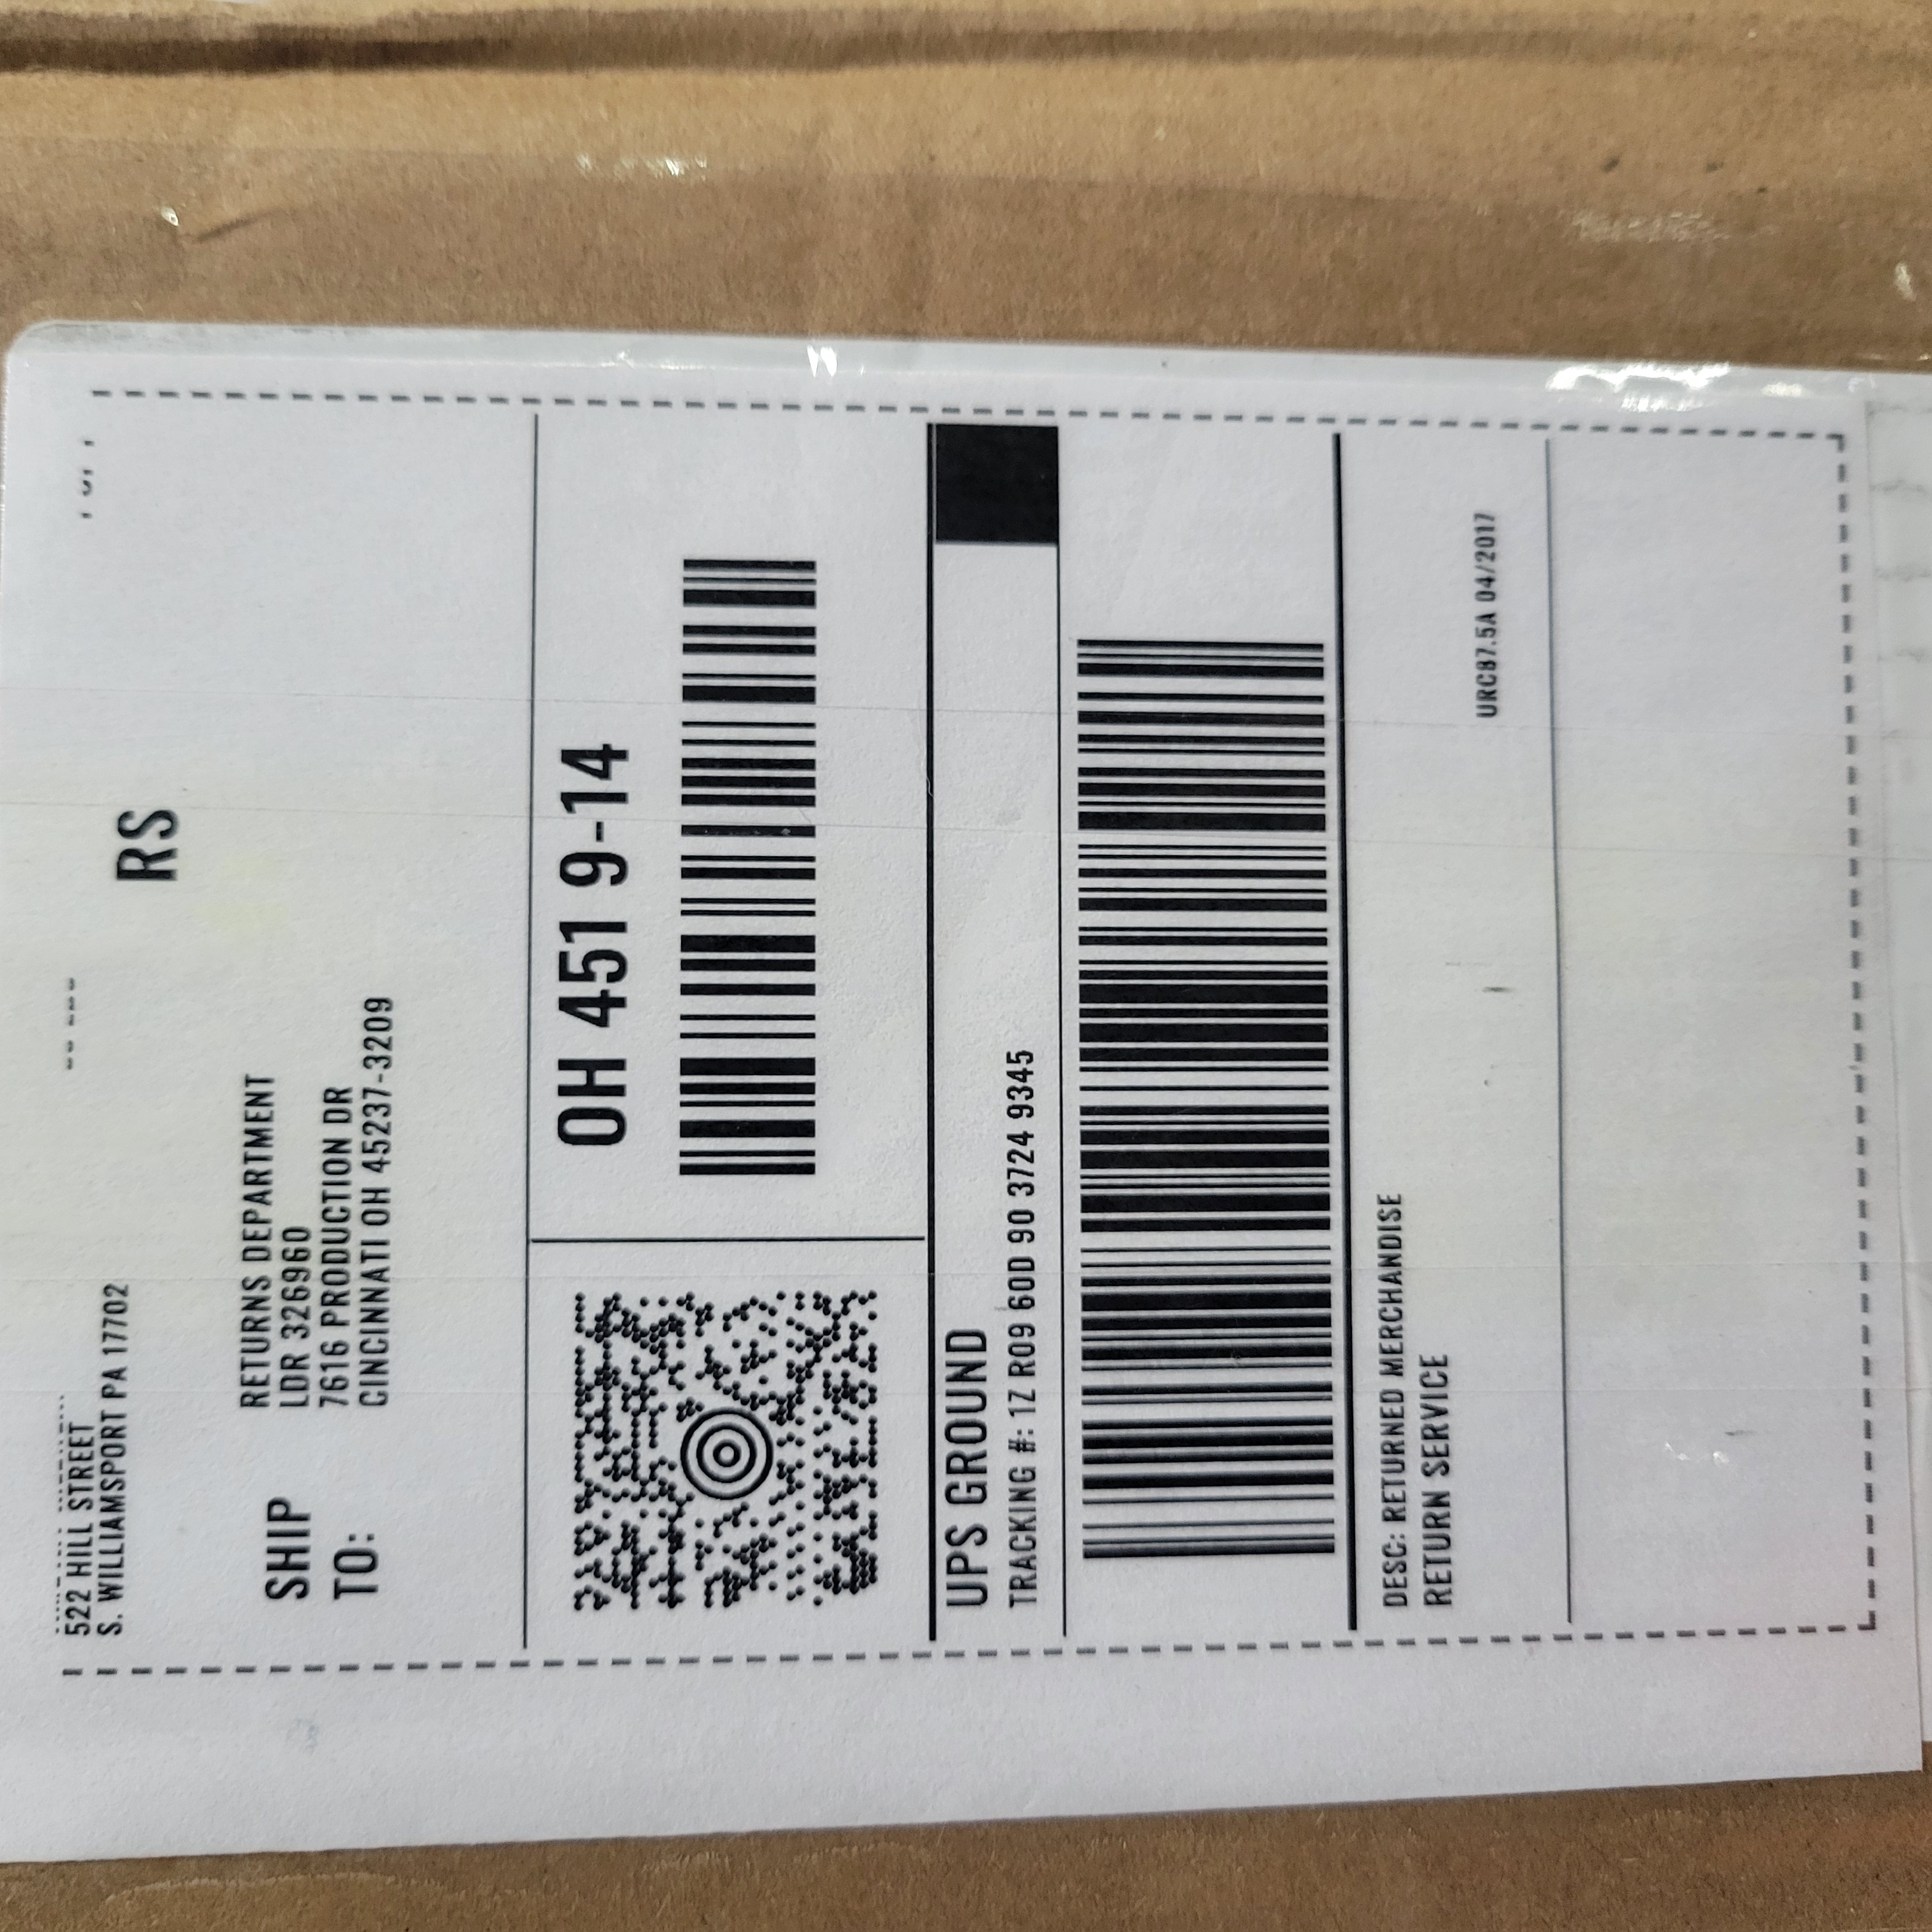 522 HILL STREET
S. WILLIAMSPORT PA 17702
RS
SHIP
TO:
RETURNS DEPARTMENT
LDR 326960
7616 PRODUCTION DR
CINCINNATI OH 45237-3209
OH 451 9-14
UPS GROUND
TRACKING #: 1Z R09 60D 90 3724 9345
DESC: RETURNED MERCHANDISE
RETURN SERVICE
URC87.5A 04/2017